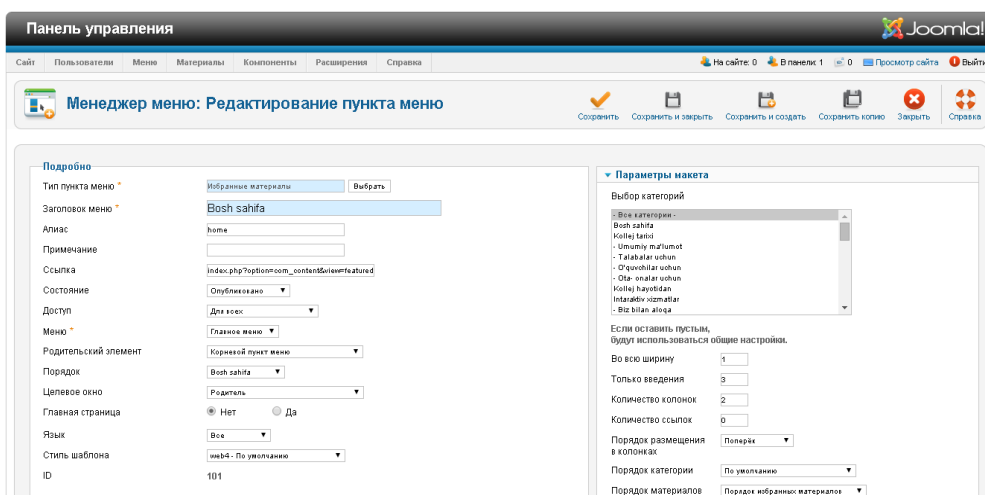 Панель управления
Joomla!
Сайт Пользователи Меню Материалы Компоненты Расширения Справка На сайте: 0 В панели: 1 0 Просмотр сайта Выйти
Менеджер меню: Редактирование пункта меню
Сохранить Сохранить и закрыть Сохранить и создать Сохранить копию Закрыть Справка
Подробно
Тип пункта меню * Избранные материалы Выбрать
Заголовок меню * Bosh sahifa
Алиас home
Примечание
Ссылка index.php?option=com_content&view=featured
Состояние Опубликовано
Доступ Для всех
Меню * Главное меню
Родительский элемент Корневой пункт меню
Порядок Bosh sahifa
Целевое окно Родитель
Главная страница Нет Да
Язык Все
Стиль шаблона web4 - По умолчанию
ID 101
Параметры макета
Выбор категорий
- Все категории -
Bosh sahifa
Kollej tarixi
- Umumiy ma'lumot
- Talabalar uchun
- O'quvchilar uchun
- Ota- onalar uchun
Kollej hayotidan
Intaraktiv xizmatlar
- Biz bilan aloqa
Если оставить пустым,
будут использоваться общие настройки.
Во всю ширину 1
Только введения 3
Количество колонок 2
Количество ссылок 0
Порядок размещения Поперёк
в колонках
Порядок категории По умолчанию
Порядок материалов Порядок избранных материалов